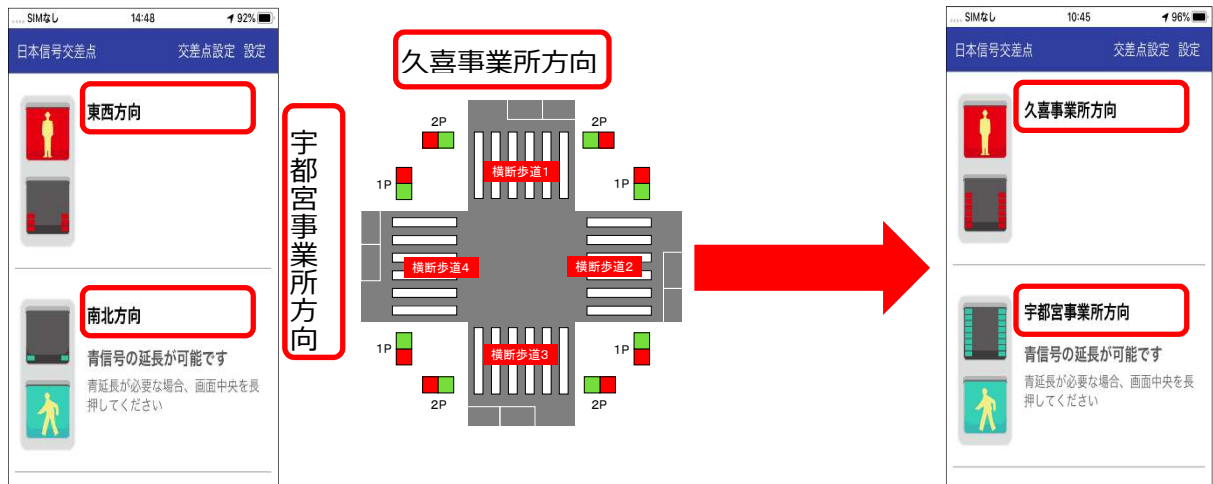 SIMなし 14:48 92%
日本信号交差点 交差点設定 設定
東西方向
南北方向
青信号の延長が可能です
青延長が必要な場合、画面中央を長
押してください
久喜事業所方向
宇都宮事業所方向
2P
2P
1P
1P
横断歩道1
横断歩道4
横断歩道2
横断歩道3
1P
1P
2P
2P
SIMなし 10:45 96%
日本信号交差点 交差点設定 設定
久喜事業所方向
宇都宮事業所方向
青信号の延長が可能です
青延長が必要な場合、画面中央を長
押してください